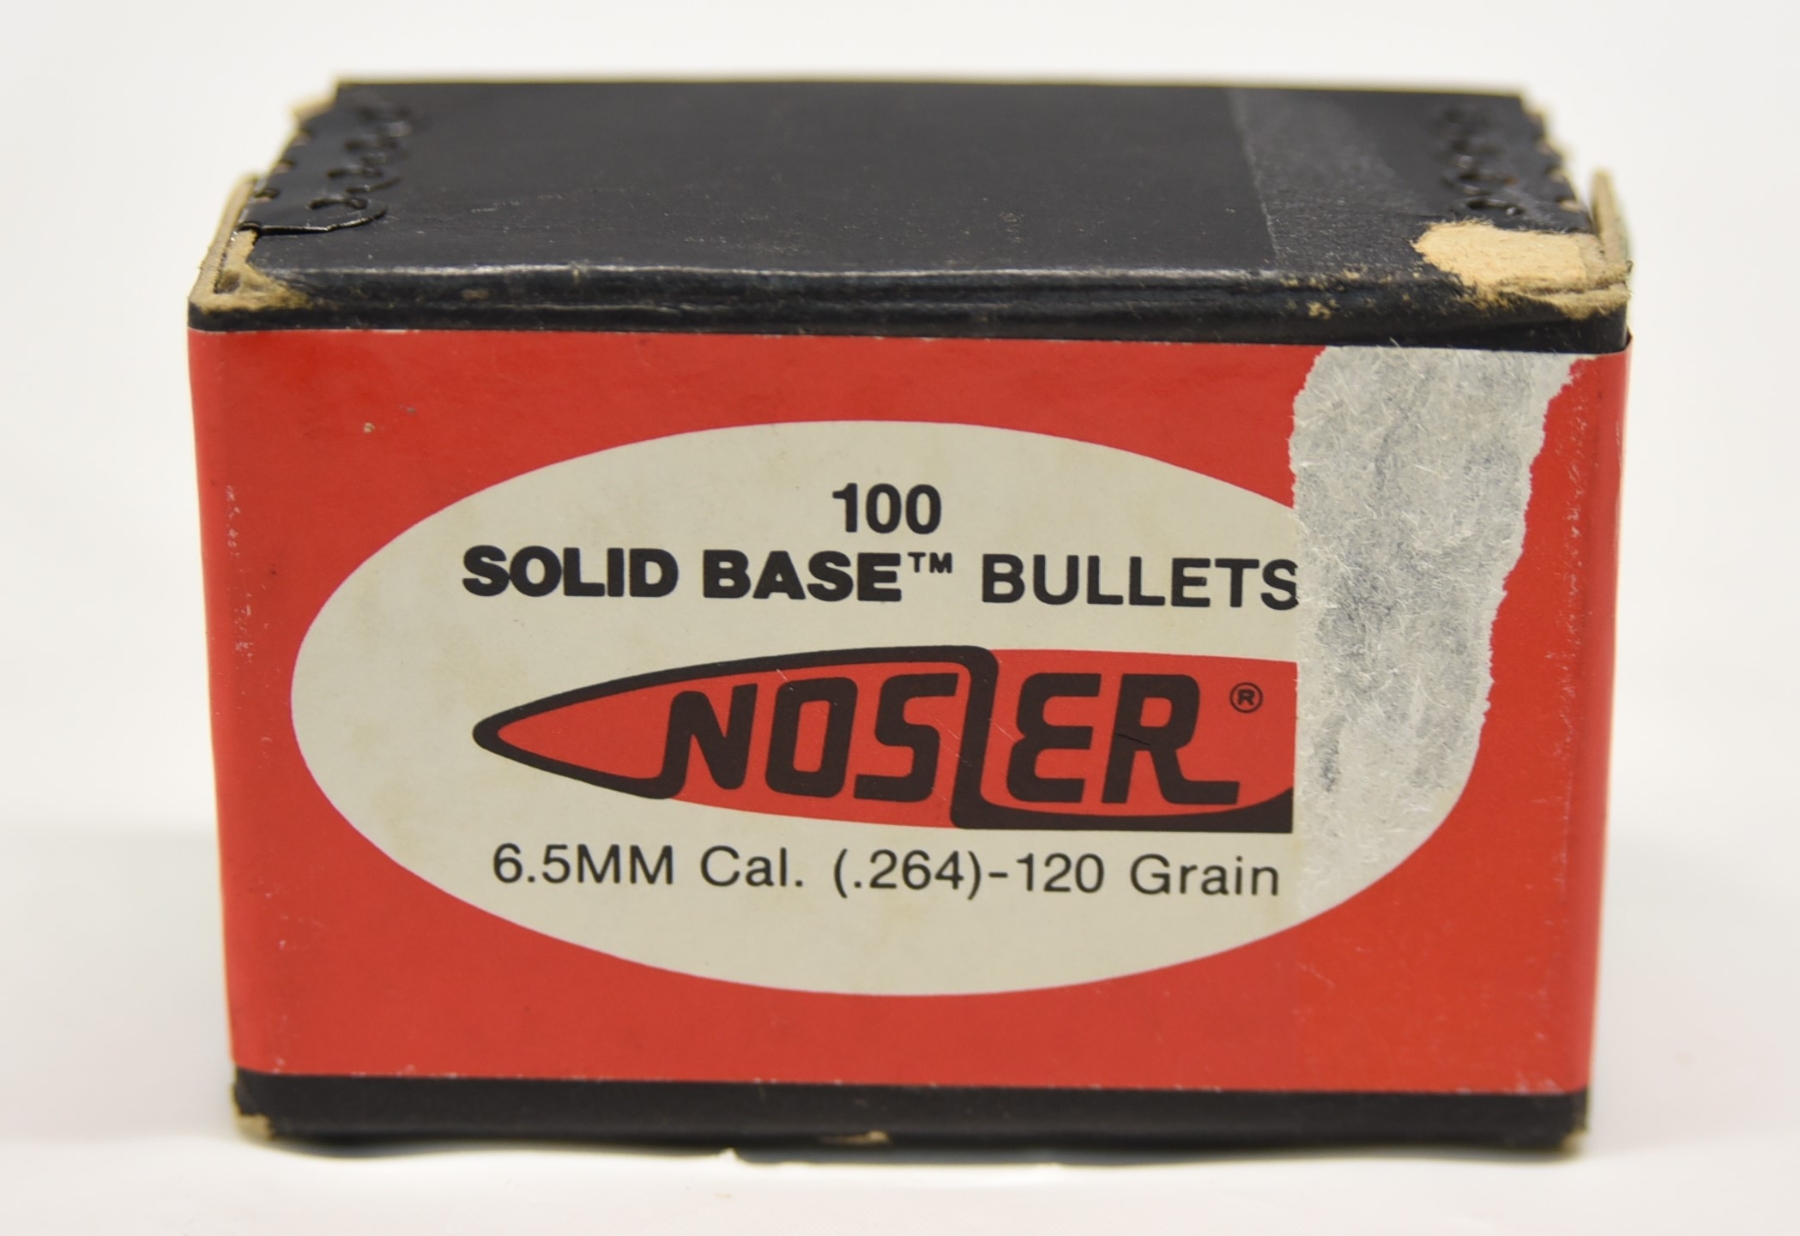 100
SOLID BASE™ BULLETS
NOSLER®
6.5MM Cal. (.264)-120 Grain